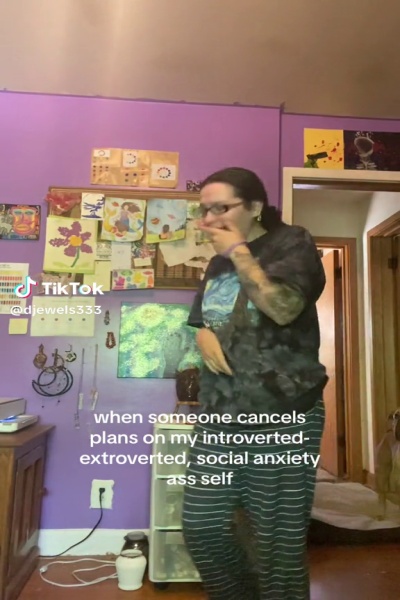 TikTok
@djewels333
when someone cancels
plans on my introverted-
extroverted, social anxiety
ass self